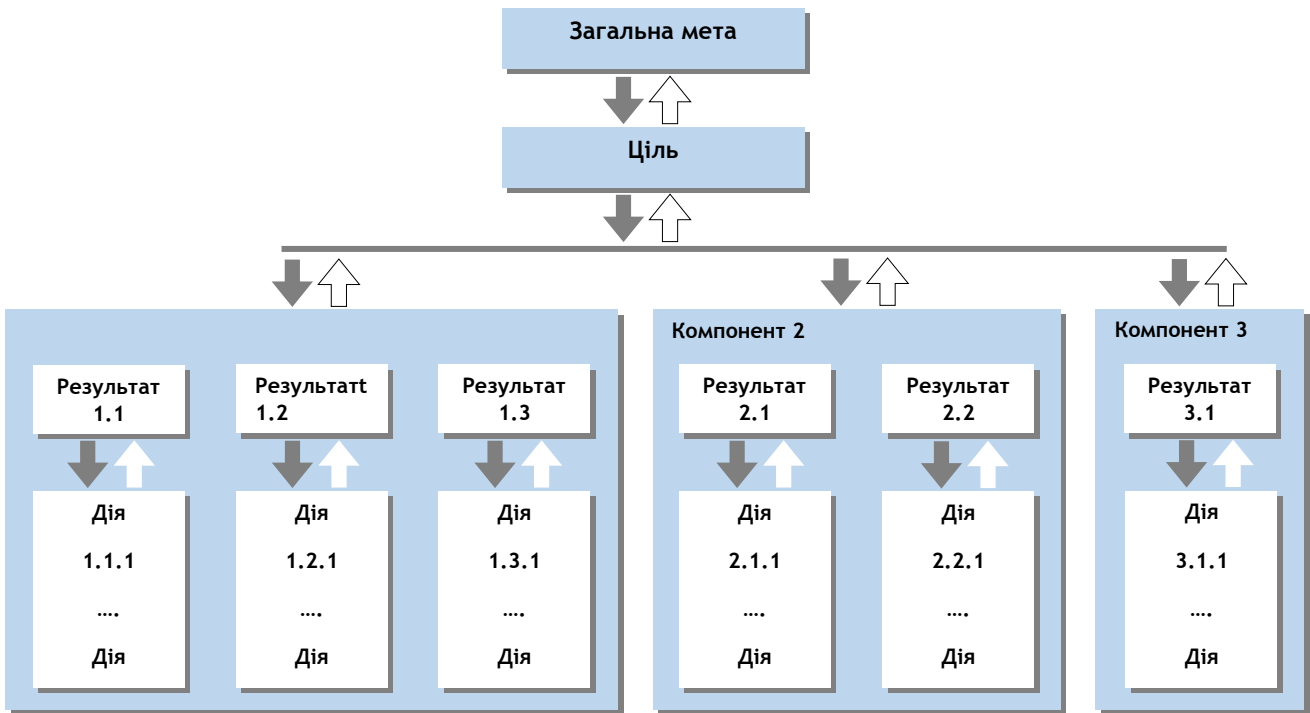 Загальна мета
Ціль
Компонент 2
Компонент 3
Результат
1.1
Результатt
1.2
Результат
1.3
Результат
2.1
Результат
2.2
Результат
3.1
Дія
1.1.1
….
Дія
Дія
1.2.1
….
Дія
Дія
1.3.1
….
Дія
Дія
2.1.1
….
Дія
Дія
2.2.1
….
Дія
Дія
3.1.1
….
Дія